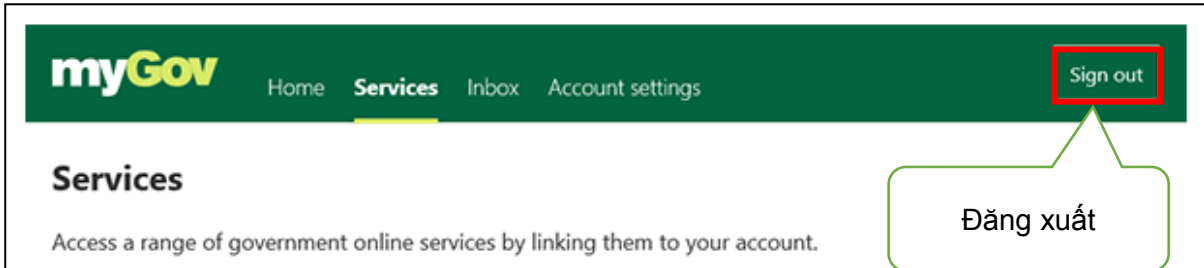 myGov Home Services Inbox Account settings Sign out
Services
Access a range of government online services by linking them to your account.
Đăng xuất